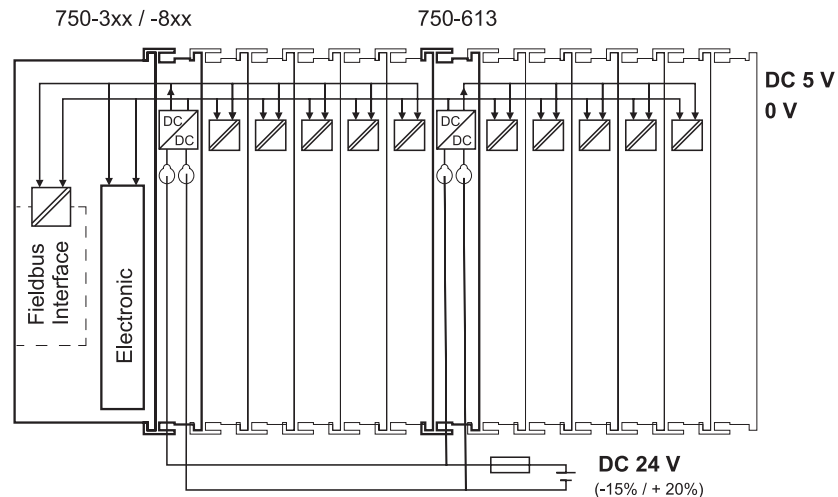 750-3xx / -8xx
750-613
DC 5 V
0 V
DC
DC
DC
DC
Fieldbus
Interface
Electronic
DC 24 V
(-15% / + 20%)